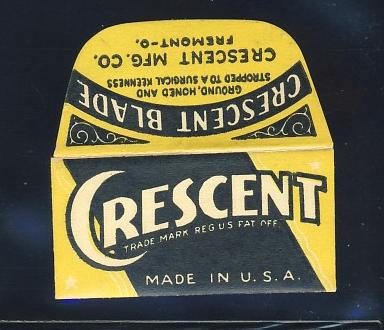 FREMONT-O.
CRESCENT MFG. CO.
STROPPED TO A SURGICAL KEENNESS
GROUND, HONED AND
CRESCENT BLADE
CRESCENT
TRADE MARK REG US PAT OFF.
MADE IN U.S.A.